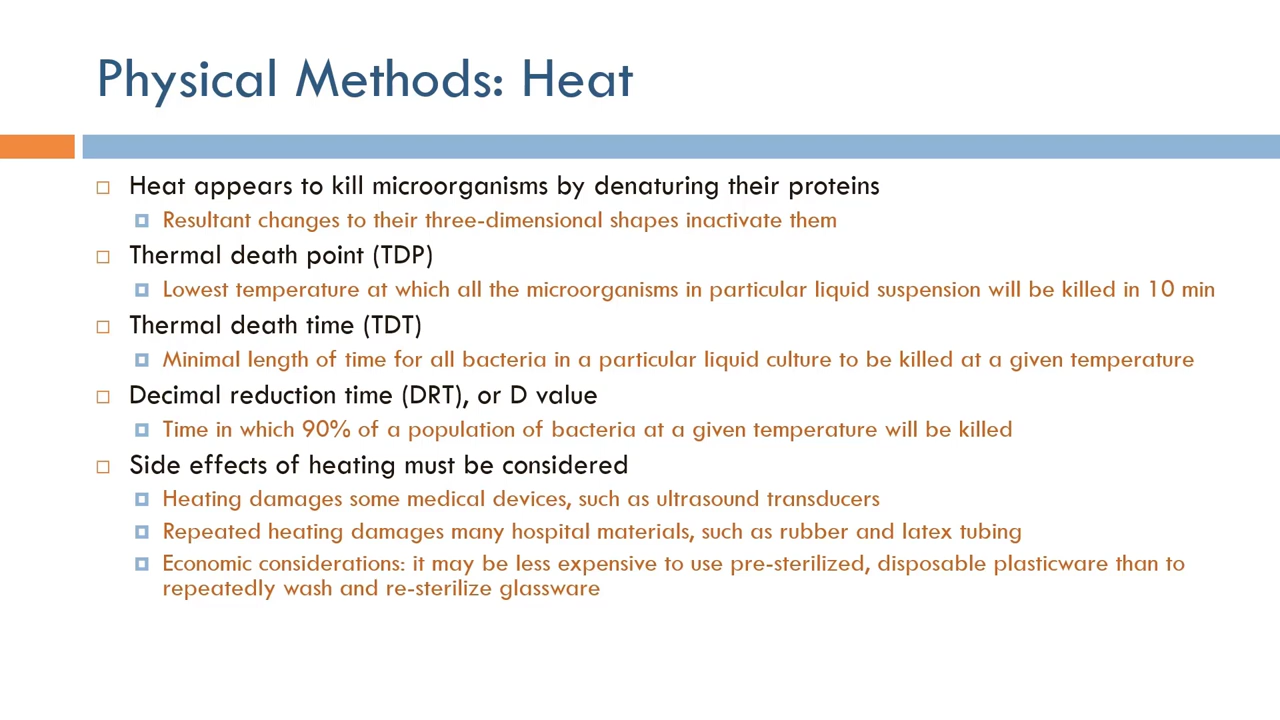 Physical Methods: Heat
Heat appears to kill microorganisms by denaturing their proteins
Resultant changes to their three-dimensional shapes inactivate them
Thermal death point (TDP)
Lowest temperature at which all the microorganisms in particular liquid suspension will be killed in 10 min
Thermal death time (TDT)
Minimal length of time for all bacteria in a particular liquid culture to be killed at a given temperature
Decimal reduction time (DRT), or D value
Time in which 90% of a population of bacteria at a given temperature will be killed
Side effects of heating must be considered
Heating damages some medical devices, such as ultrasound transducers
Repeated heating damages many hospital materials, such as rubber and latex tubing
Economic considerations: it may be less expensive to use pre-sterilized, disposable plasticware than to
repeatedly wash and re-sterilize glassware